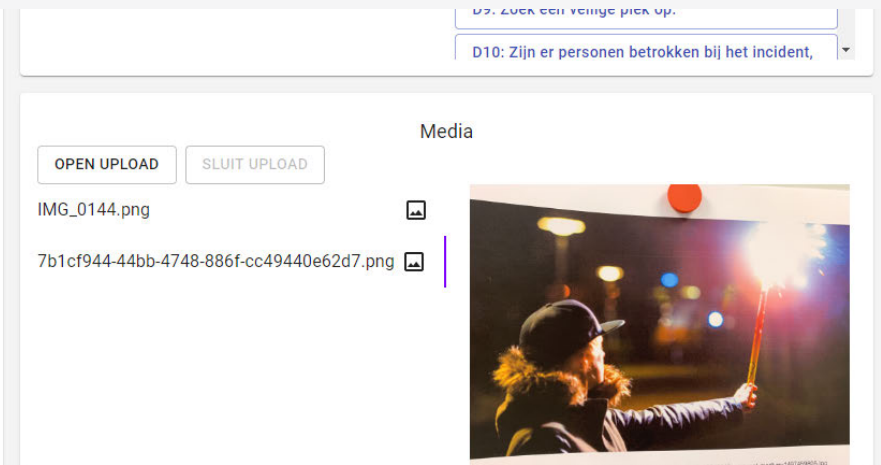 D9: Zoek een veilige plek op.
D10: Zijn er personen betrokken bij het incident,
Media
OPEN UPLOAD
SLUIT UPLOAD
IMG_0144.png
7b1cf944-44bb-4748-886f-cc49440e62d7.png